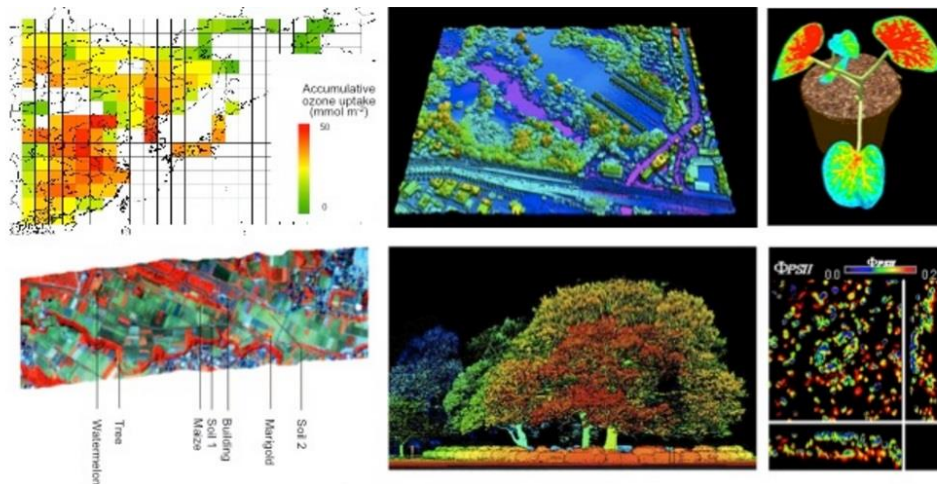 Accumulative
ozone uptake
(mmol m⁻²)
50
0
Watermelon
Tree
Maize
Soil 1
Building
Marigold
Soil 2
ΦPSII
ΦPSII
0.0
0.2